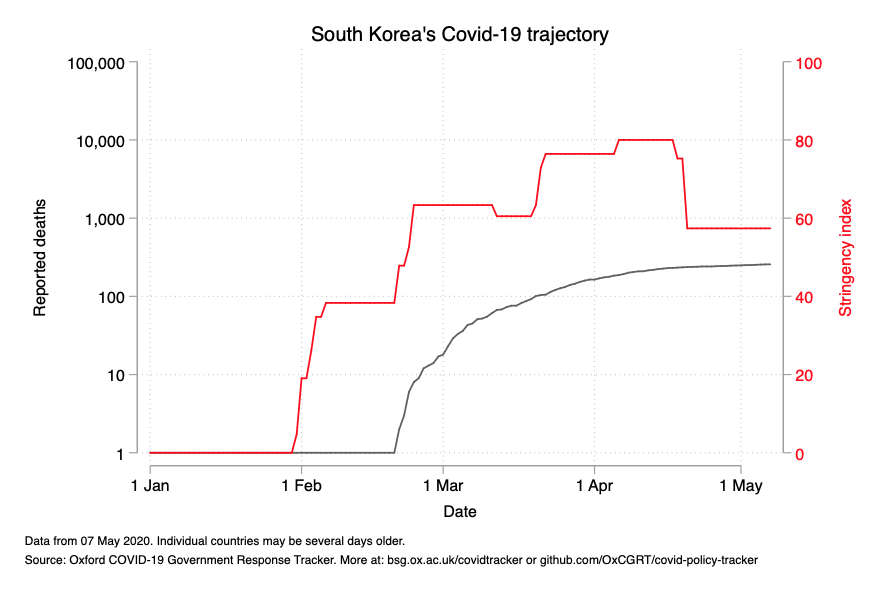 South Korea's Covid-19 trajectory
100,000
10,000
1,000
100
10
1
Reported deaths
100
80
60
40
20
0
Stringency index
1 Jan
1 Feb
1 Mar
1 Apr
1 May
Date
Data from 07 May 2020. Individual countries may be several days older.
Source: Oxford COVID-19 Government Response Tracker. More at: bsg.ox.ac.uk/covidtracker or github.com/OxCGRT/covid-policy-tracker